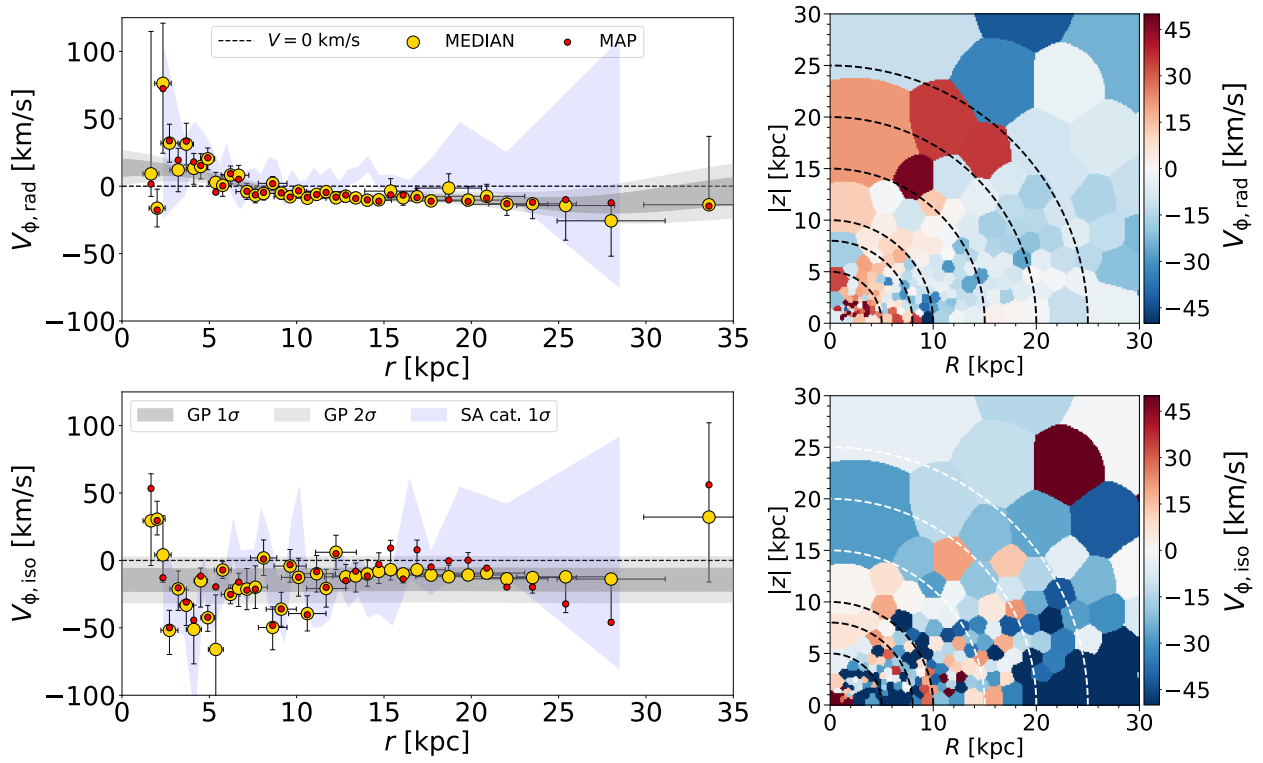 V = 0 km/s MEDIAN MAP
100
50
0
−50
−100
V_ϕ,rad [km/s]
0 5 10 15 20 25 30 35
r [kpc]
30
25
20
15
10
5
0
|z| [kpc]
0 10 20 30
R [kpc]
45
30
15
0
−15
−30
−45
V_ϕ,rad [km/s]
GP 1σ GP 2σ SA cat. 1σ
100
50
0
−50
−100
V_ϕ,iso [km/s]
0 5 10 15 20 25 30 35
r [kpc]
30
25
20
15
10
5
0
|z| [kpc]
0 10 20 30
R [kpc]
45
30
15
0
−15
−30
−45
V_ϕ,iso [km/s]